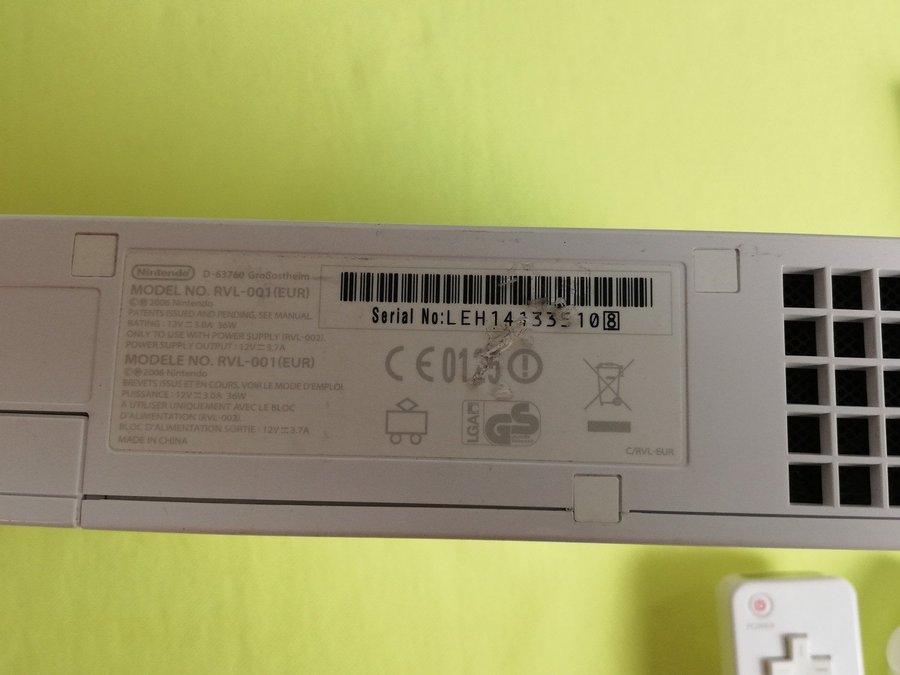 Nintendo D-63760 Großostheim
MODEL NO. RVL-001(EUR)
©℗2006 Nintendo
PATENTS ISSUED AND PENDING, SEE MANUAL
RATING : 12V⎓3.0A 36W
ONLY TO USE WITH POWER SUPPLY (RVL-002).
POWER SUPPLY OUTPUT : 12V⎓3.7A
MODELE NO. RVL-001(EUR)
©℗2006 Nintendo
BREVETS ISSUS ET EN COURS, VOIR LE MODE D'EMPLOI.
PUISSANCE : 12V⎓3.0A 36W
A UTILISER UNIQUEMENT AVEC LE BLOC
D'ALIMENTATION (RVL-002).
BLOC D'ALIMENTATION SORTIE : 12V⎓3.7A
MADE IN CHINA
Serial No:
CE 0125
LGA
GS
C/RVL-EUR
POWER